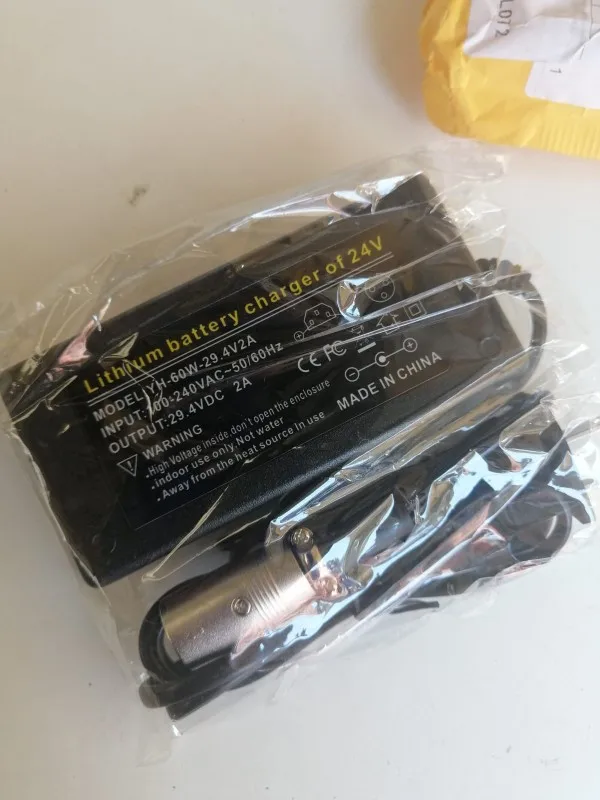 Lithium battery charger of 24V
MODEL:YH-60W-29.4V2A
INPUT:100-240VAC~50/60Hz
OUTPUT:29.4VDC 2A
CE FC
WARNING
-High Voltage inside.don't open the enclosure
-indoor use only.Not water
-Away from the heat source In use
MADE IN CHINA
L072
1